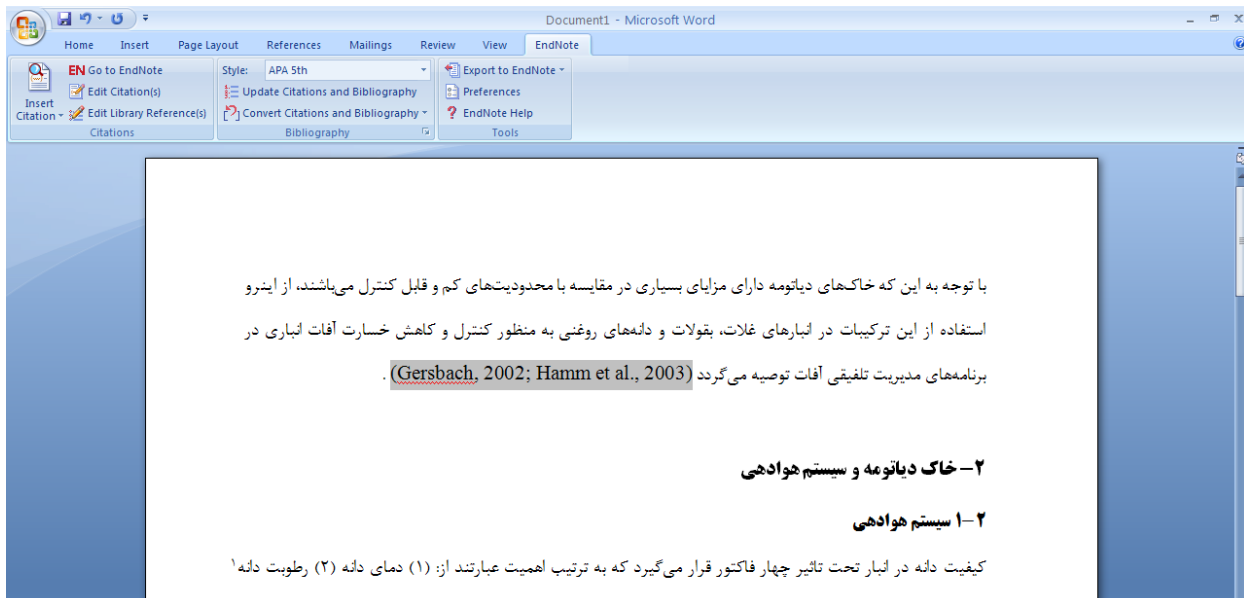 Document1 - Microsoft Word
Home Insert Page Layout References Mailings Review View EndNote
Insert Citation
EN Go to EndNote
Edit Citation(s)
Edit Library Reference(s)
Citations
Style: APA 5th
Update Citations and Bibliography
Convert Citations and Bibliography
Bibliography
Export to EndNote
Preferences
? EndNote Help
Tools
با توجه به این که خاک‌های دیاتومه دارای مزایای بسیاری در مقایسه با محدودیت‌های کم و قابل کنترل می‌باشند، از اینرو
استفاده از این ترکیبات در انبارهای غلات، بقولات و دانه‌های روغنی به منظور کنترل و کاهش خسارت آفات انباری در
برنامه‌های مدیریت تلفیقی آفات توصیه می‌گردد (Gersbach, 2002; Hamm et al., 2003) .
۲- خاک دیاتومه و سیستم هوادهی
۲-۱ سیستم هوادهی
کیفیت دانه در انبار تحت تاثیر چهار فاکتور قرار می‌گیرد که به ترتیب اهمیت عبارتند از: (۱) دمای دانه (۲) رطوبت دانه۱